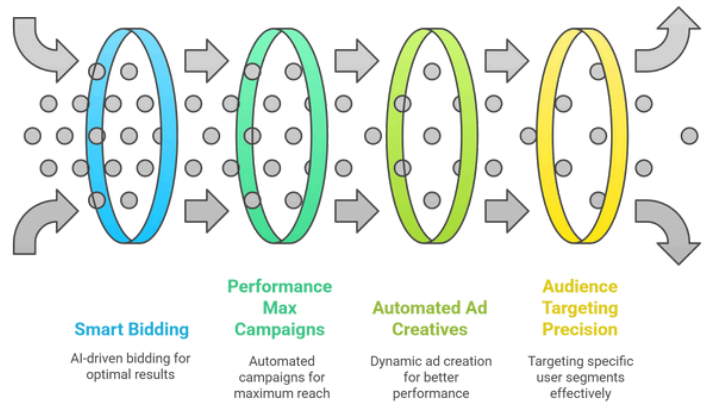 Smart Bidding
AI-driven bidding for
optimal results
Performance
Max
Campaigns
Automated
campaigns for
maximum reach
Automated Ad
Creatives
Dynamic ad creation
for better
performance
Audience
Targeting
Precision
Targeting specific
user segments
effectively